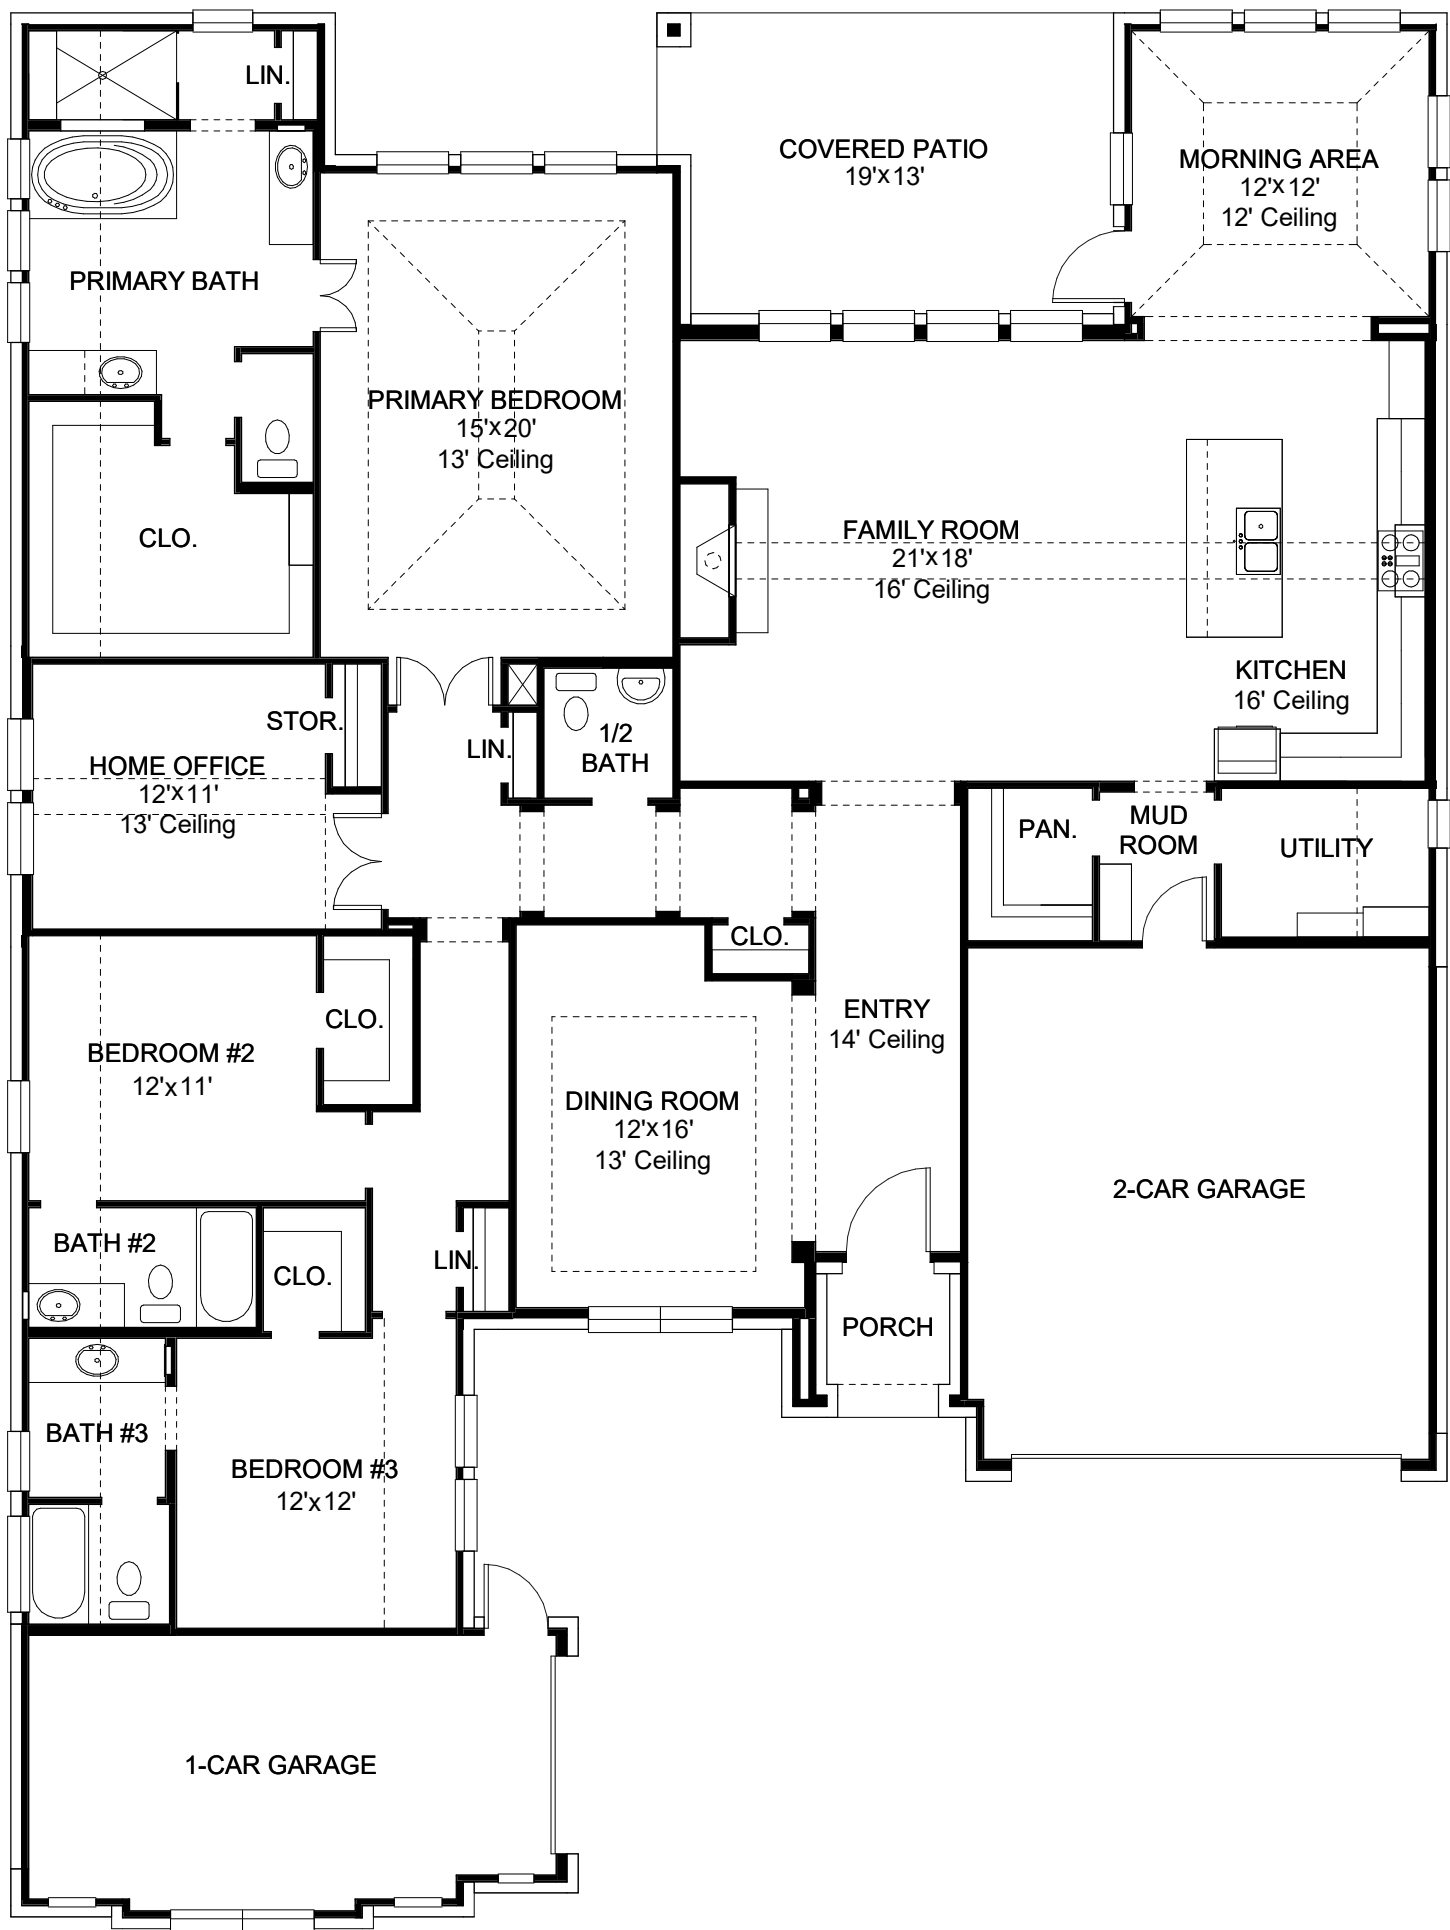 LIN.
COVERED PATIO
19'x13'
MORNING AREA
12'x12'
12' Ceiling
PRIMARY BATH
PRIMARY BEDROOM
15'x20'
13' Ceiling
CLO.
FAMILY ROOM
21'x18'
16' Ceiling
KITCHEN
16' Ceiling
STOR.
LIN.
1/2
BATH
HOME OFFICE
12'x11'
13' Ceiling
PAN.
MUD
ROOM
UTILITY
CLO.
CLO.
ENTRY
14' Ceiling
BEDROOM #2
12'x11'
DINING ROOM
12'x16'
13' Ceiling
2-CAR GARAGE
BATH #2
CLO.
LIN.
PORCH
BATH #3
BEDROOM #3
12'x12'
1-CAR GARAGE